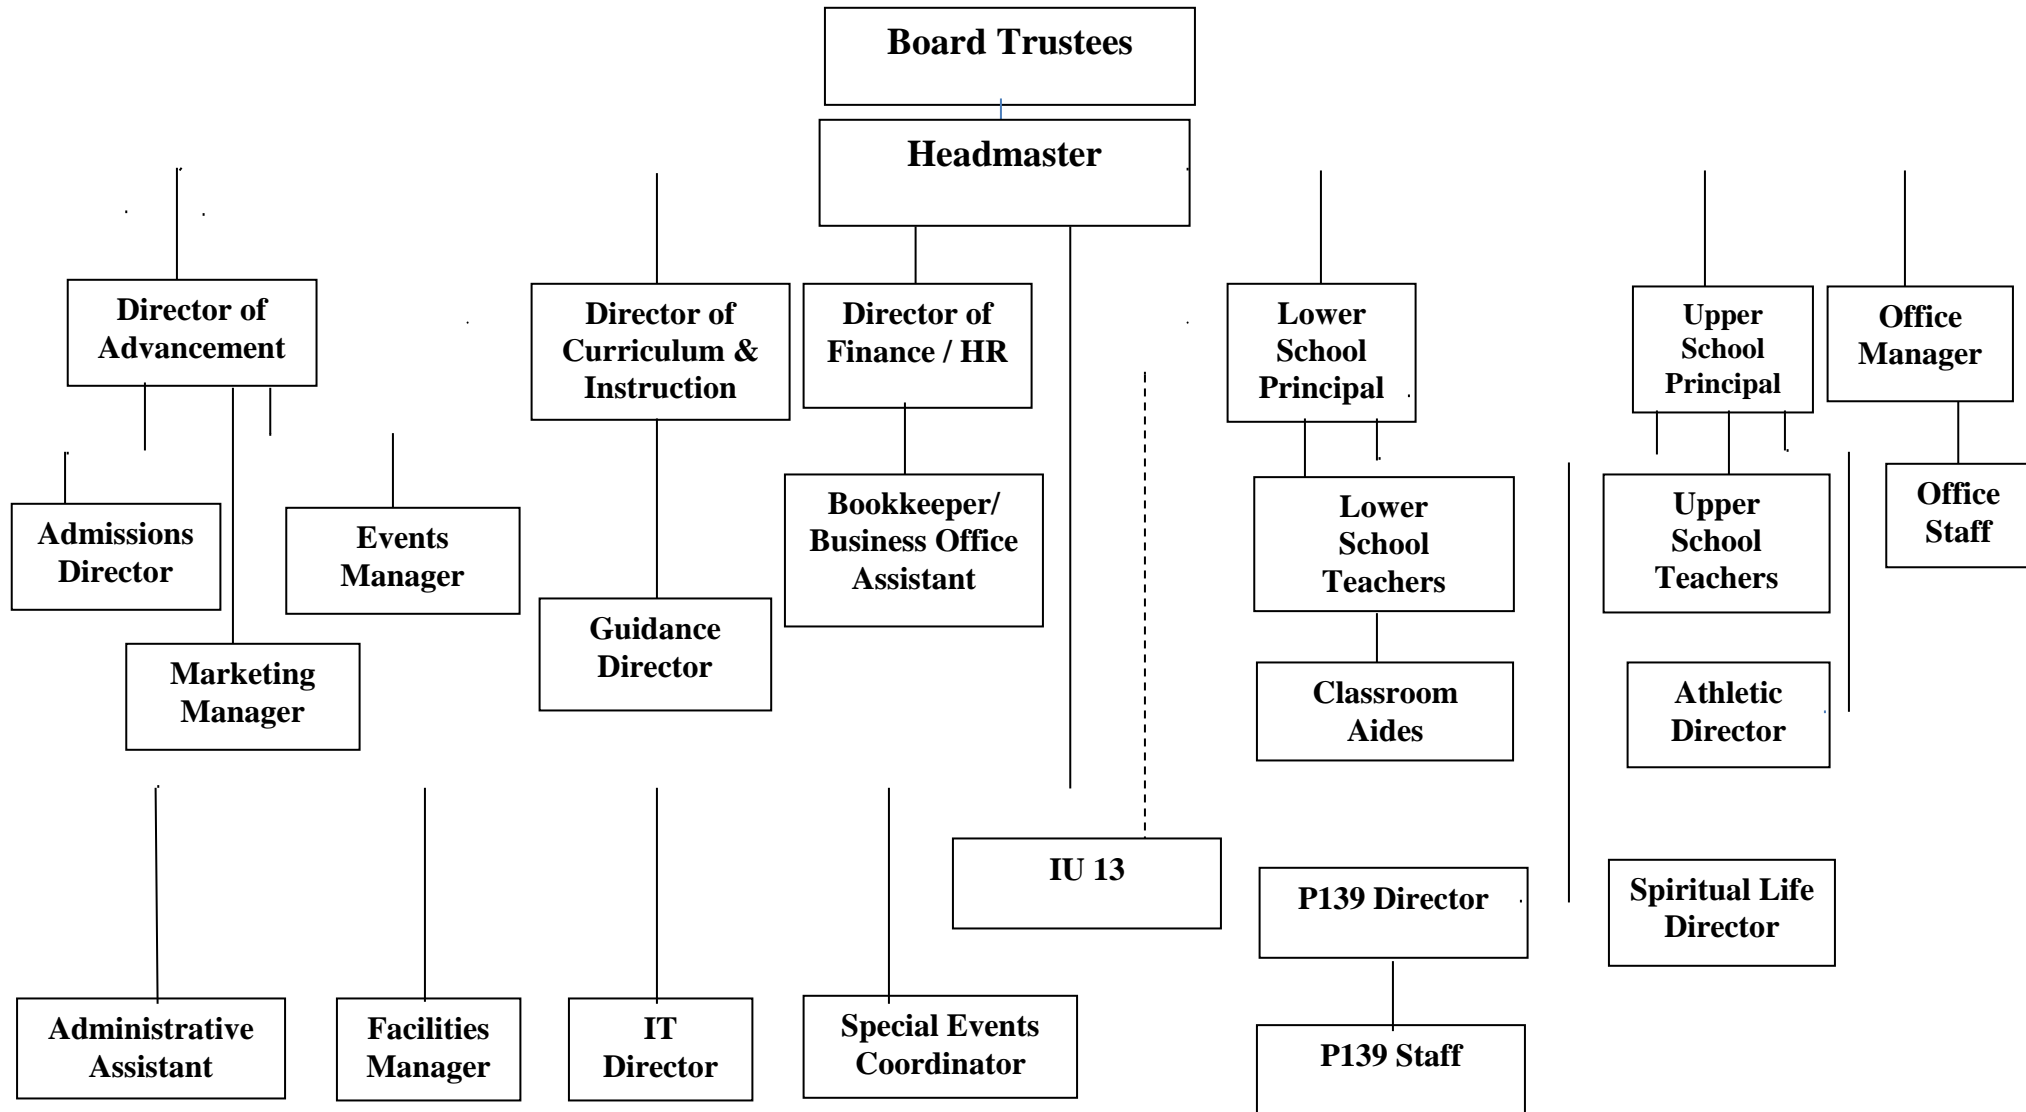 Board Trustees
Headmaster
Director of
Advancement
Director of
Curriculum &
Instruction
Director of
Finance / HR
Lower
School
Principal
Upper
School
Principal
Office
Manager
Admissions
Director
Events
Manager
Marketing
Manager
Guidance
Director
Bookkeeper/
Business Office
Assistant
Lower
School
Teachers
Classroom
Aides
Upper
School
Teachers
Athletic
Director
Office
Staff
IU 13
P139 Director
Spiritual Life
Director
Administrative
Assistant
Facilities
Manager
IT
Director
Special Events
Coordinator
P139 Staff